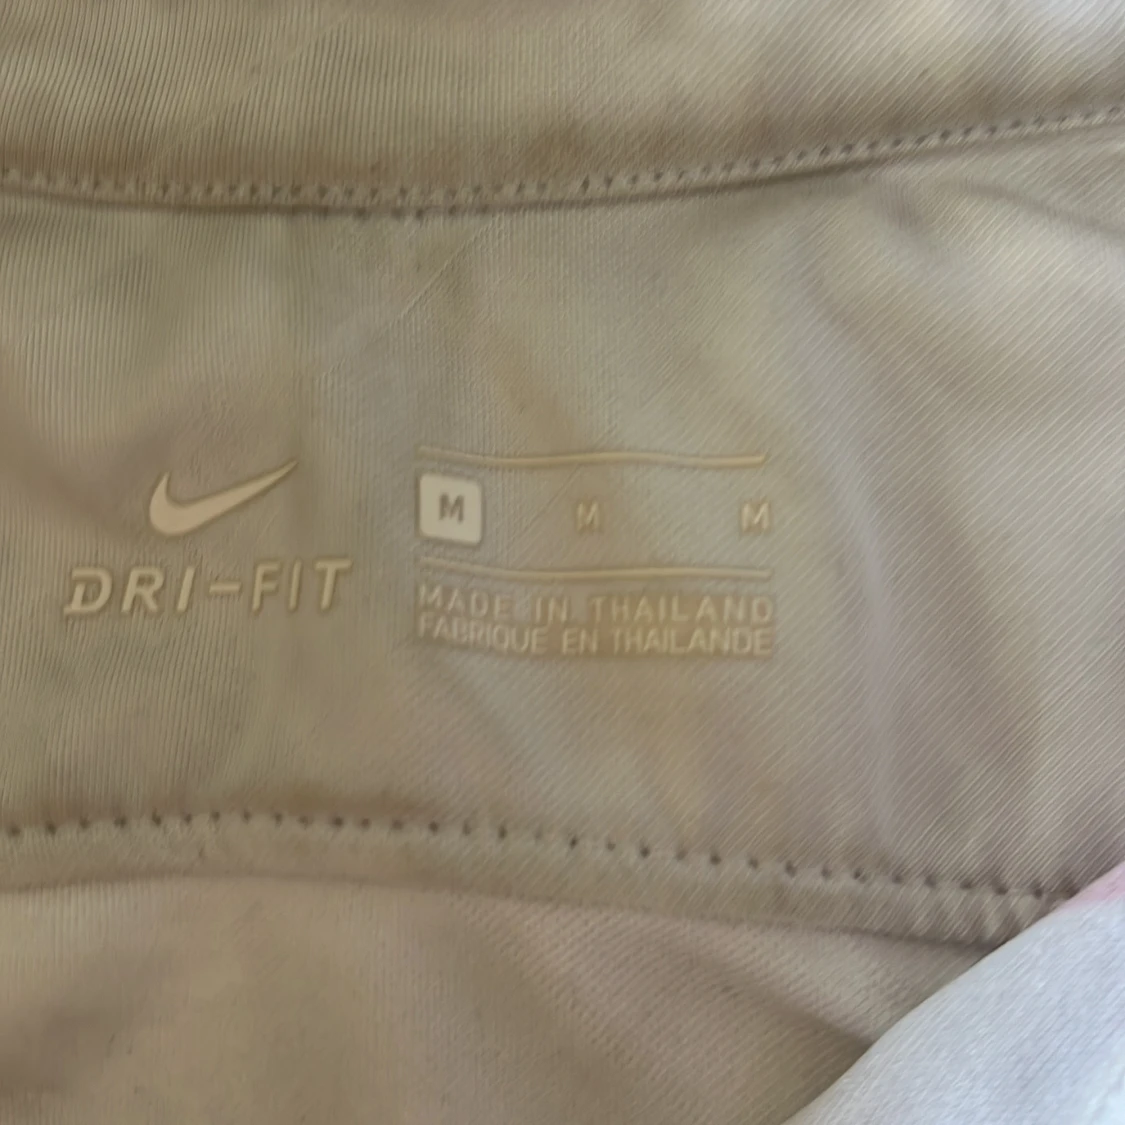 DRI-FIT
M M M
MADE IN THAILAND
FABRIQUE EN THAILANDE